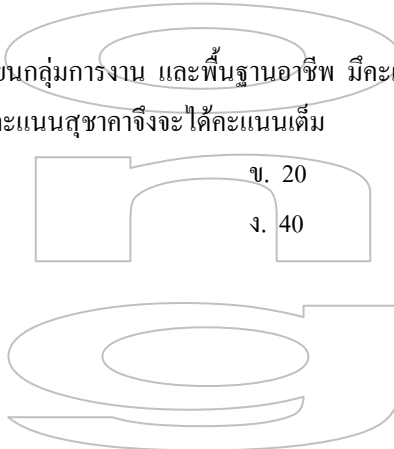 ยนกลุ่มการงาน และพื้นฐานอาชีพ มีคะแ
คะแนนสุชาดาจึงจะได้คะแนนเต็ม
ข. 20
ง. 40